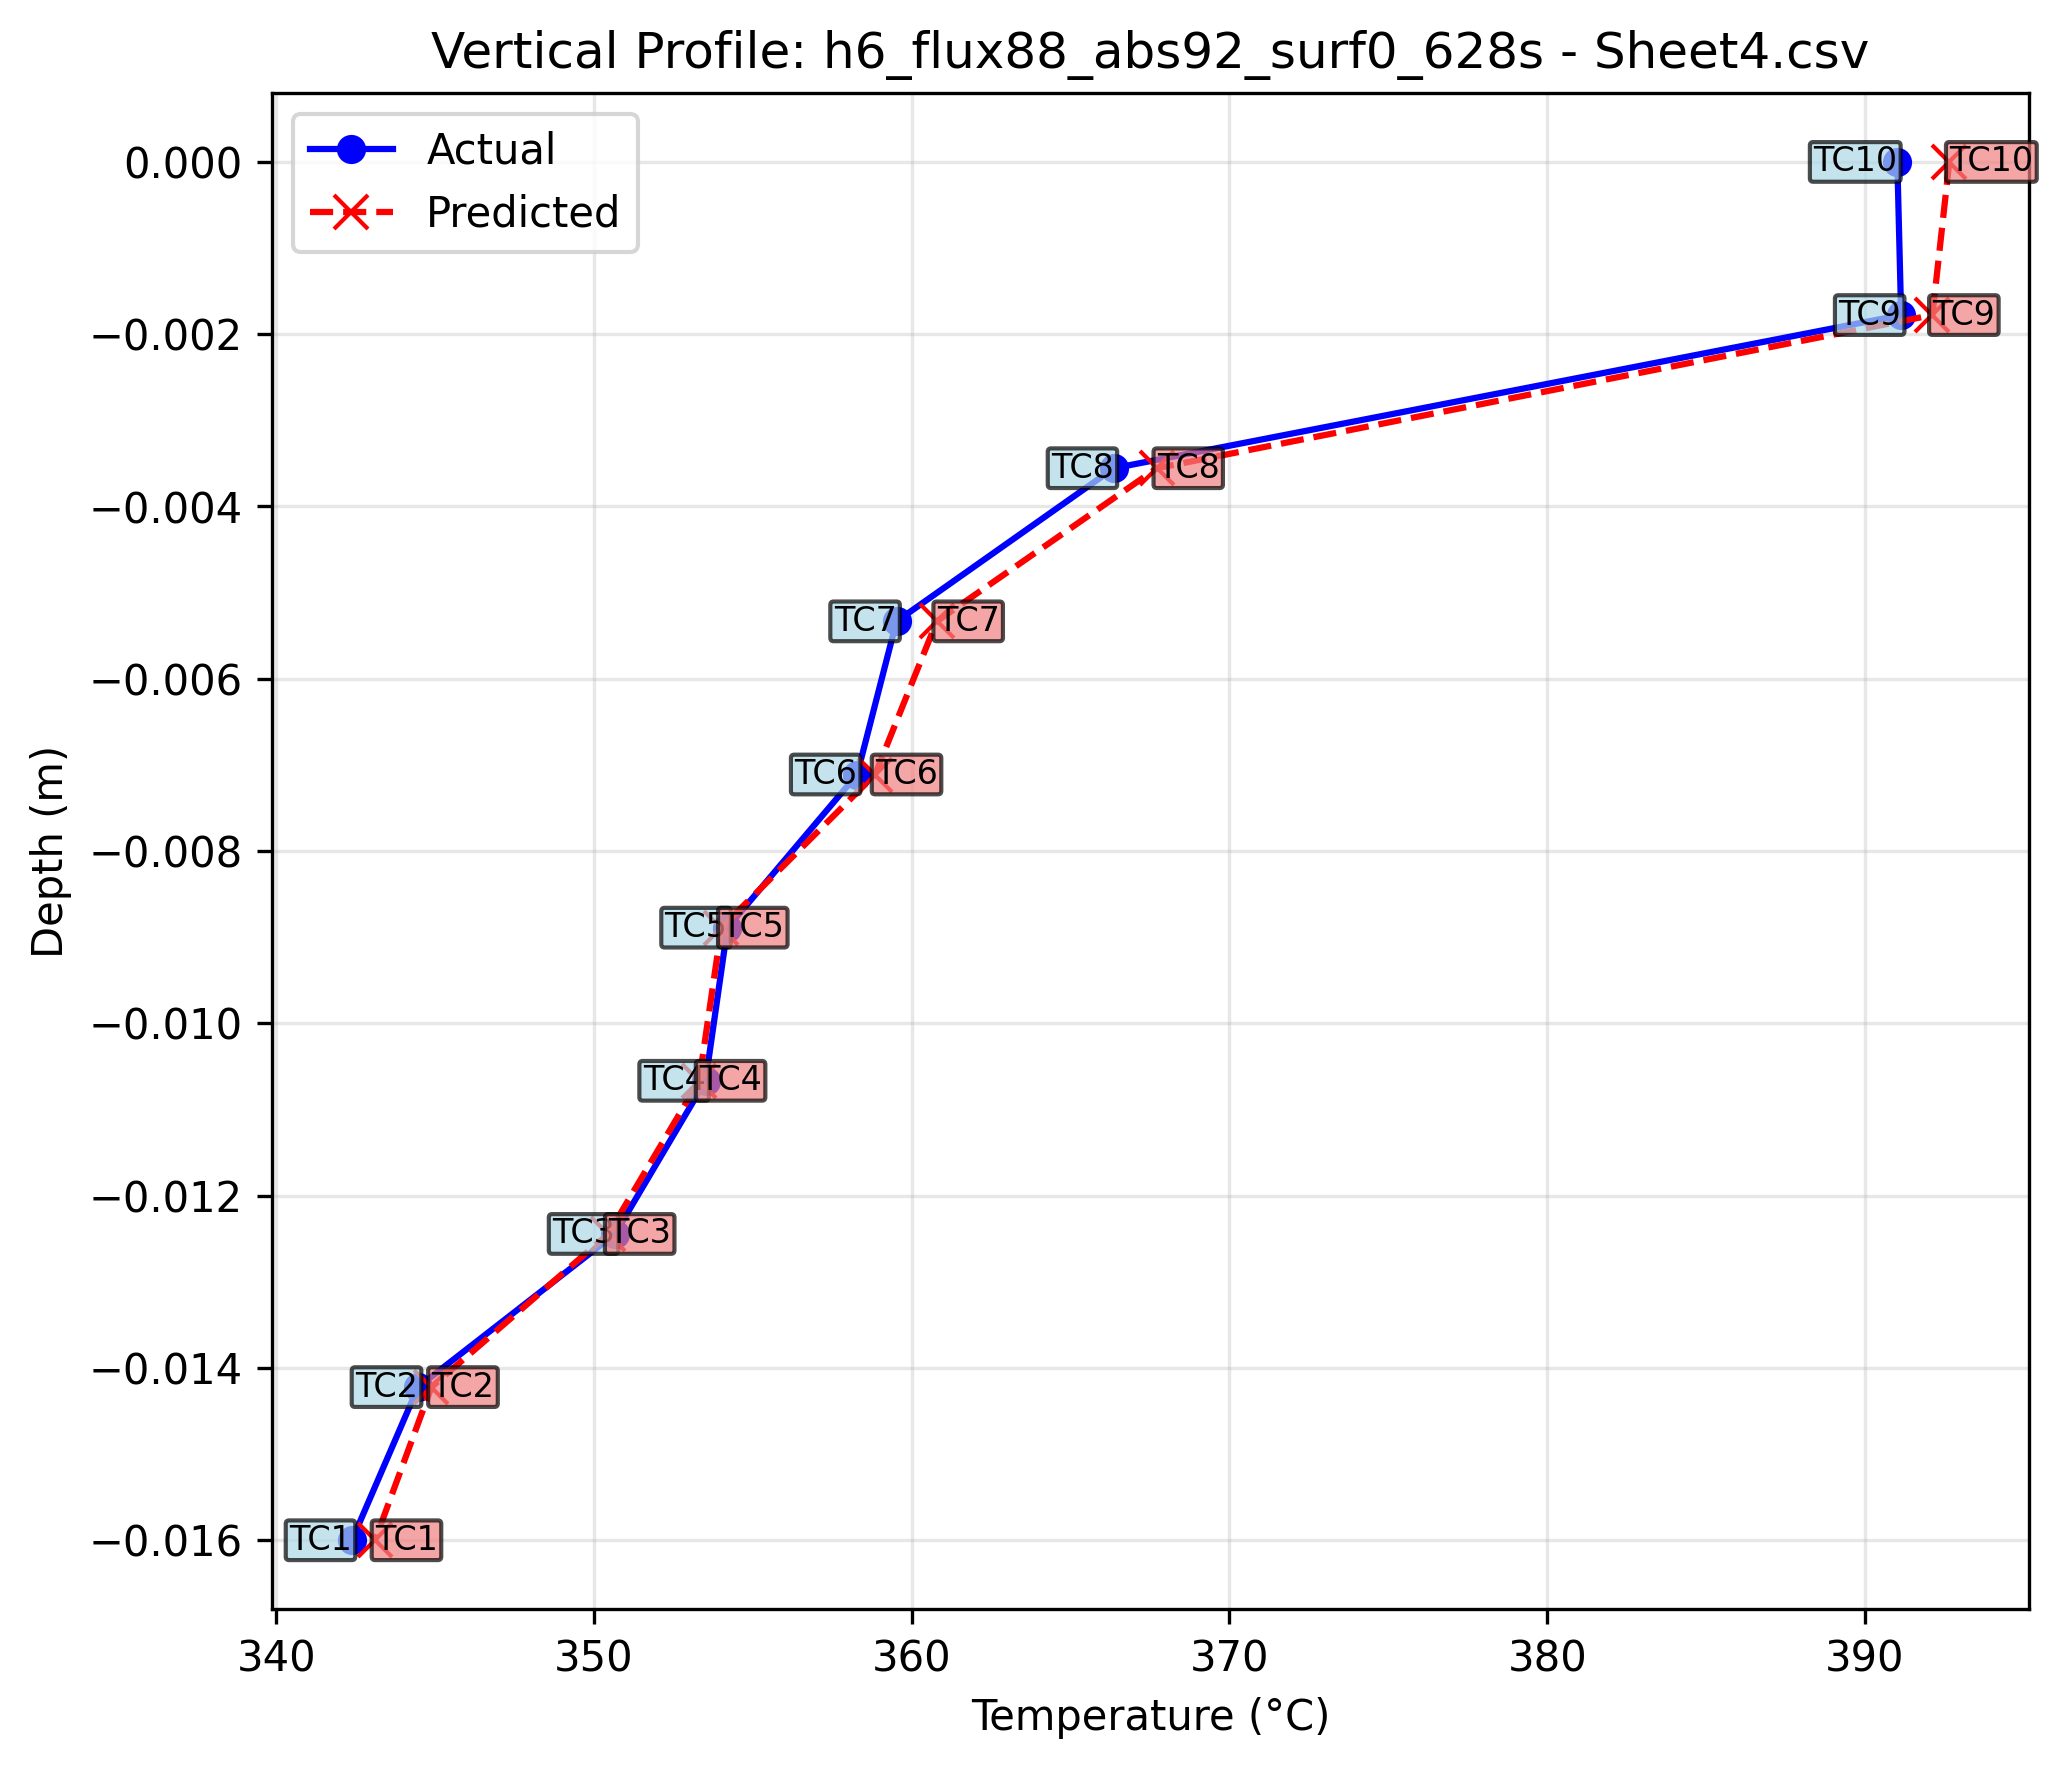 Vertical Profile: h6_flux88_abs92_surf0_628s - Sheet4.csv
Actual
Predicted
0.000
−0.002
−0.004
−0.006
−0.008
−0.010
−0.012
−0.014
−0.016
Depth (m)
TC10 TC10
TC9 TC9
TC8 TC8
TC7 TC7
TC6 TC6
TC5 TC5
TC4 TC4
TC3 TC3
TC2 TC2
TC1 TC1
340 350 360 370 380 390
Temperature (°C)